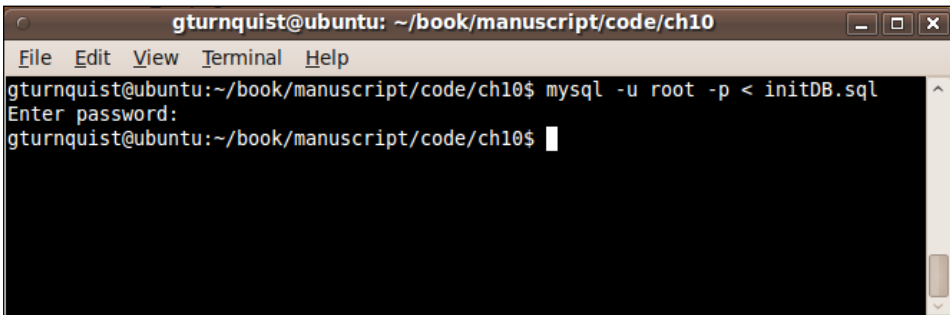 gturnquist@ubuntu: ~/book/manuscript/code/ch10
File Edit View Terminal Help
gturnquist@ubuntu:~/book/manuscript/code/ch10$ mysql -u root -p < initDB.sql
Enter password:
gturnquist@ubuntu:~/book/manuscript/code/ch10$